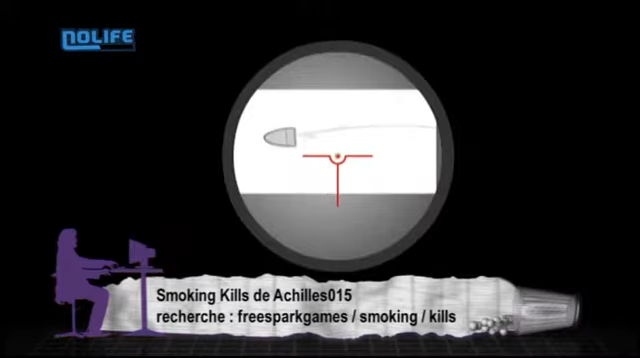 NOLIFE
Smoking Kills de Achilles015
recherche : freesparkgames / smoking / kills